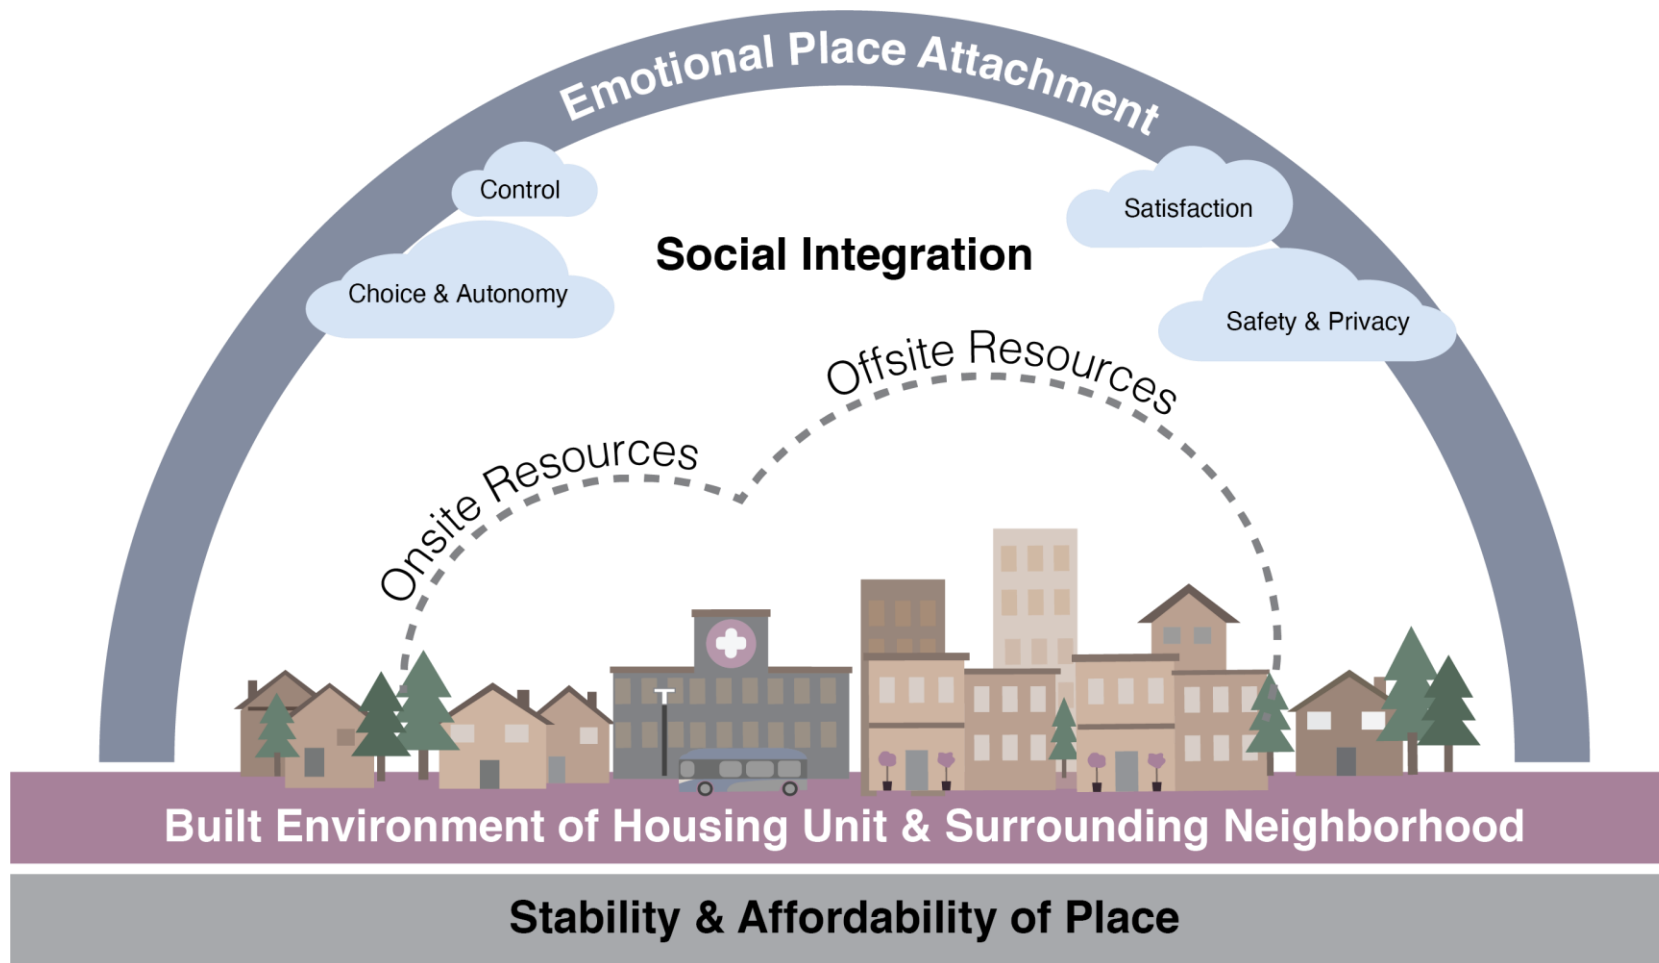 Emotional Place Attachment
Control
Satisfaction
Social Integration
Choice & Autonomy
Safety & Privacy
Offsite Resources
Onsite Resources
Built Environment of Housing Unit & Surrounding Neighborhood
Stability & Affordability of Place